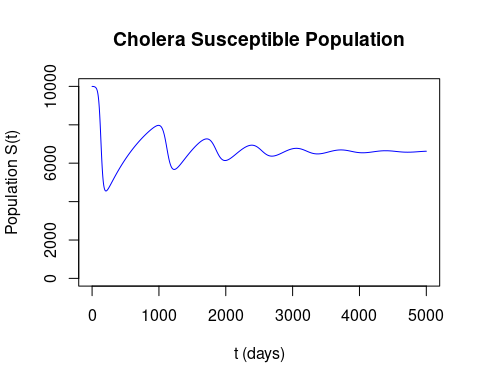 Cholera Susceptible Population
Population S(t)
10000
6000
2000
0
0 1000 2000 3000 4000 5000
t (days)